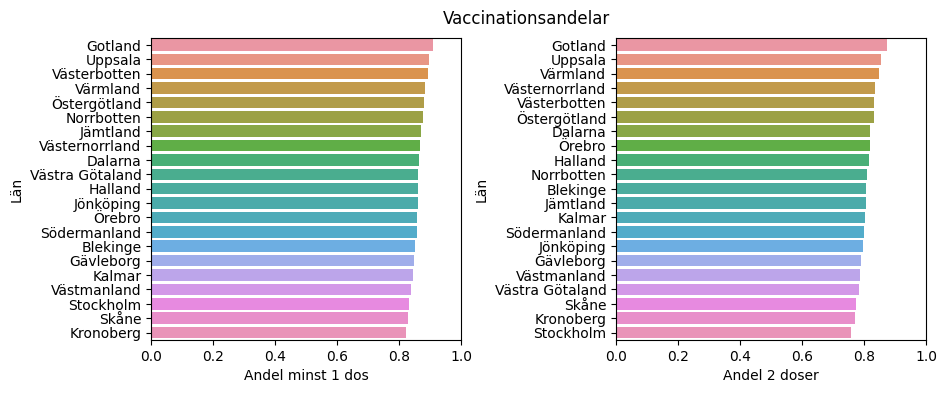 Vaccinationsandelar
Län
Gotland
Uppsala
Västerbotten
Värmland
Östergötland
Norrbotten
Jämtland
Västernorrland
Dalarna
Västra Götaland
Halland
Jönköping
Örebro
Södermanland
Blekinge
Gävleborg
Kalmar
Västmanland
Stockholm
Skåne
Kronoberg
0.0 0.2 0.4 0.6 0.8 1.0
Andel minst 1 dos
Län
Gotland
Uppsala
Värmland
Västernorrland
Västerbotten
Östergötland
Dalarna
Örebro
Halland
Norrbotten
Blekinge
Jämtland
Kalmar
Södermanland
Jönköping
Gävleborg
Västmanland
Västra Götaland
Skåne
Kronoberg
Stockholm
0.0 0.2 0.4 0.6 0.8 1.0
Andel 2 doser